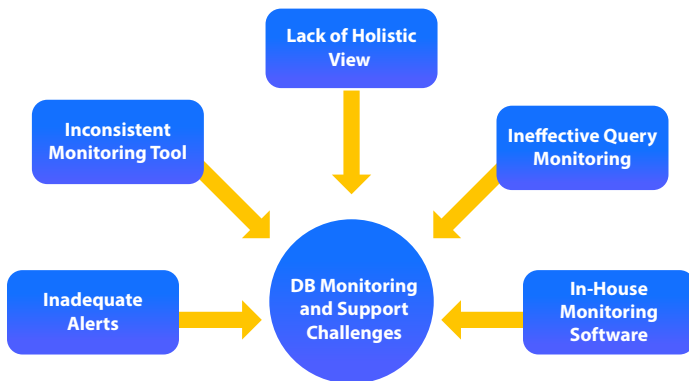 Lack of Holistic
View
Inconsistent
Monitoring Tool
Ineffective Query
Monitoring
Inadequate
Alerts
DB Monitoring
and Support
Challenges
In-House
Monitoring
Software